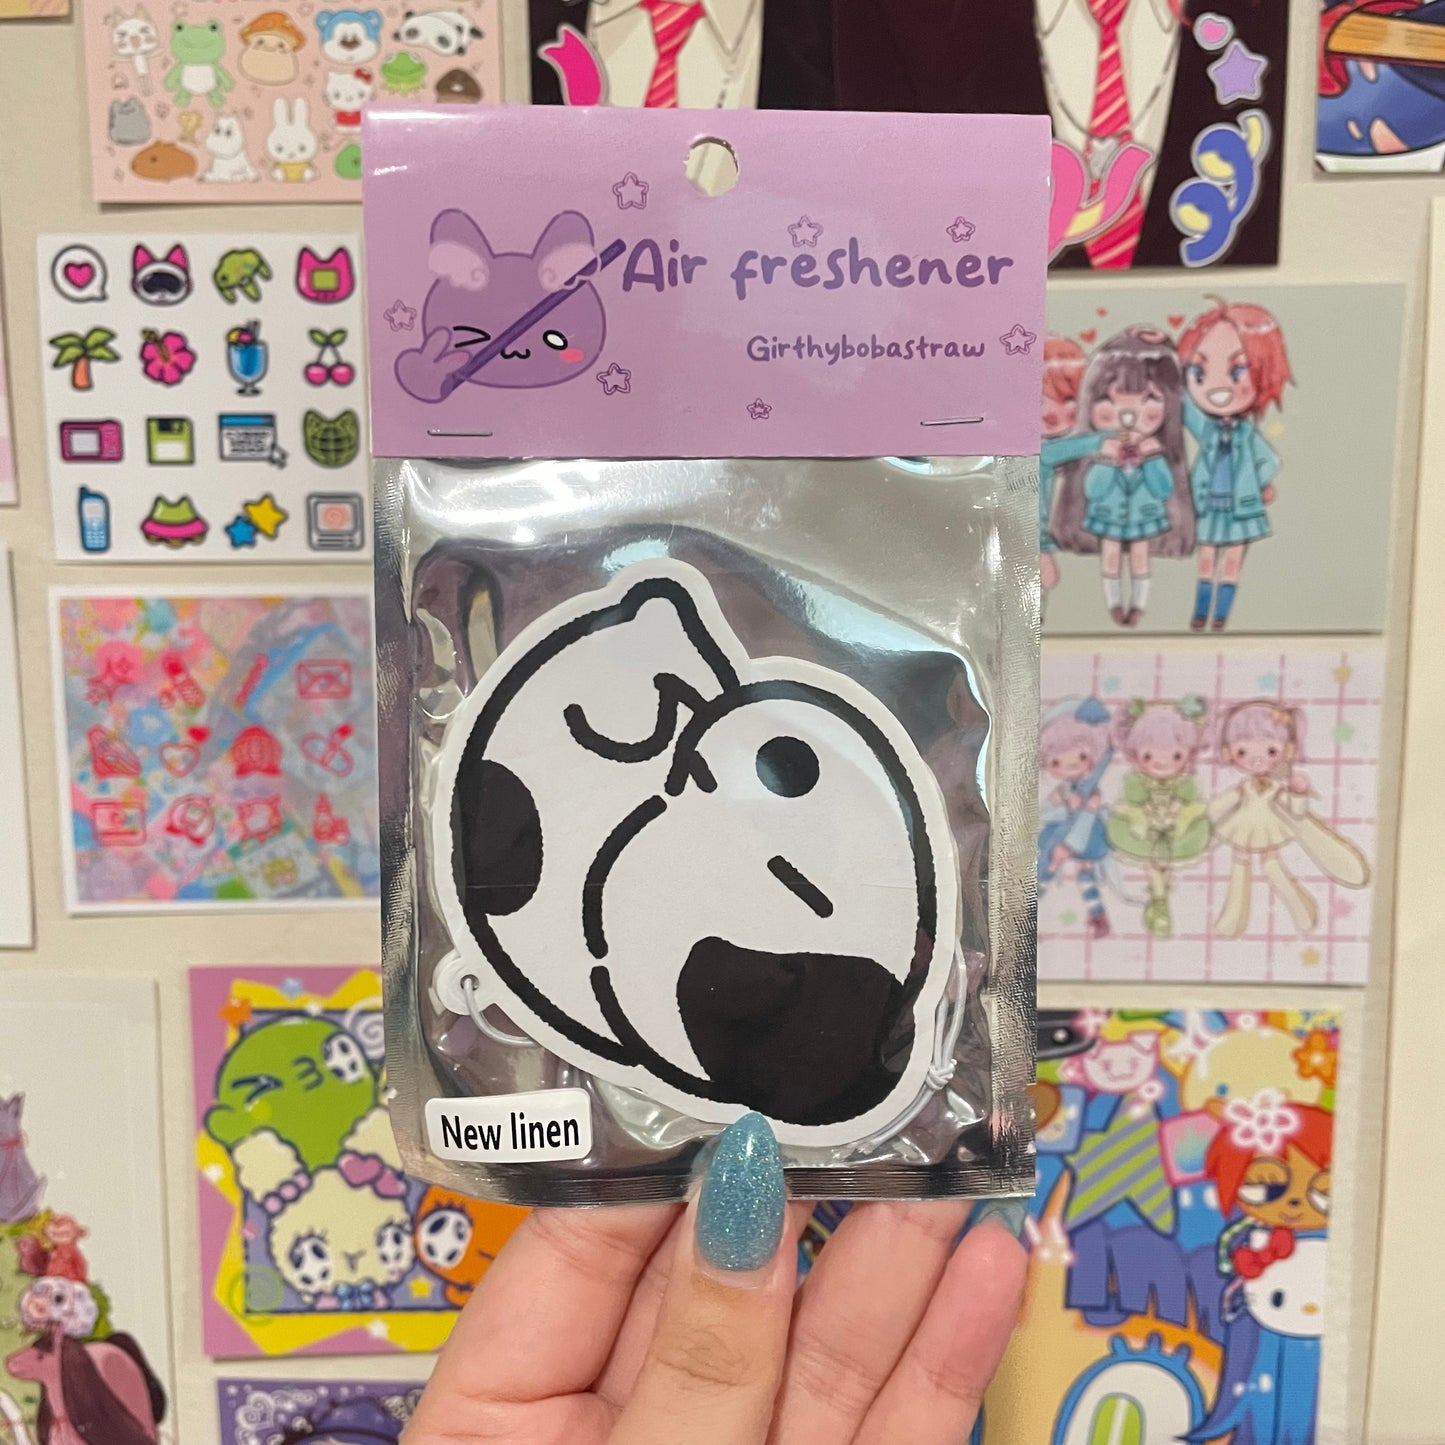 Air freshener
Girthybobastraw
New linen